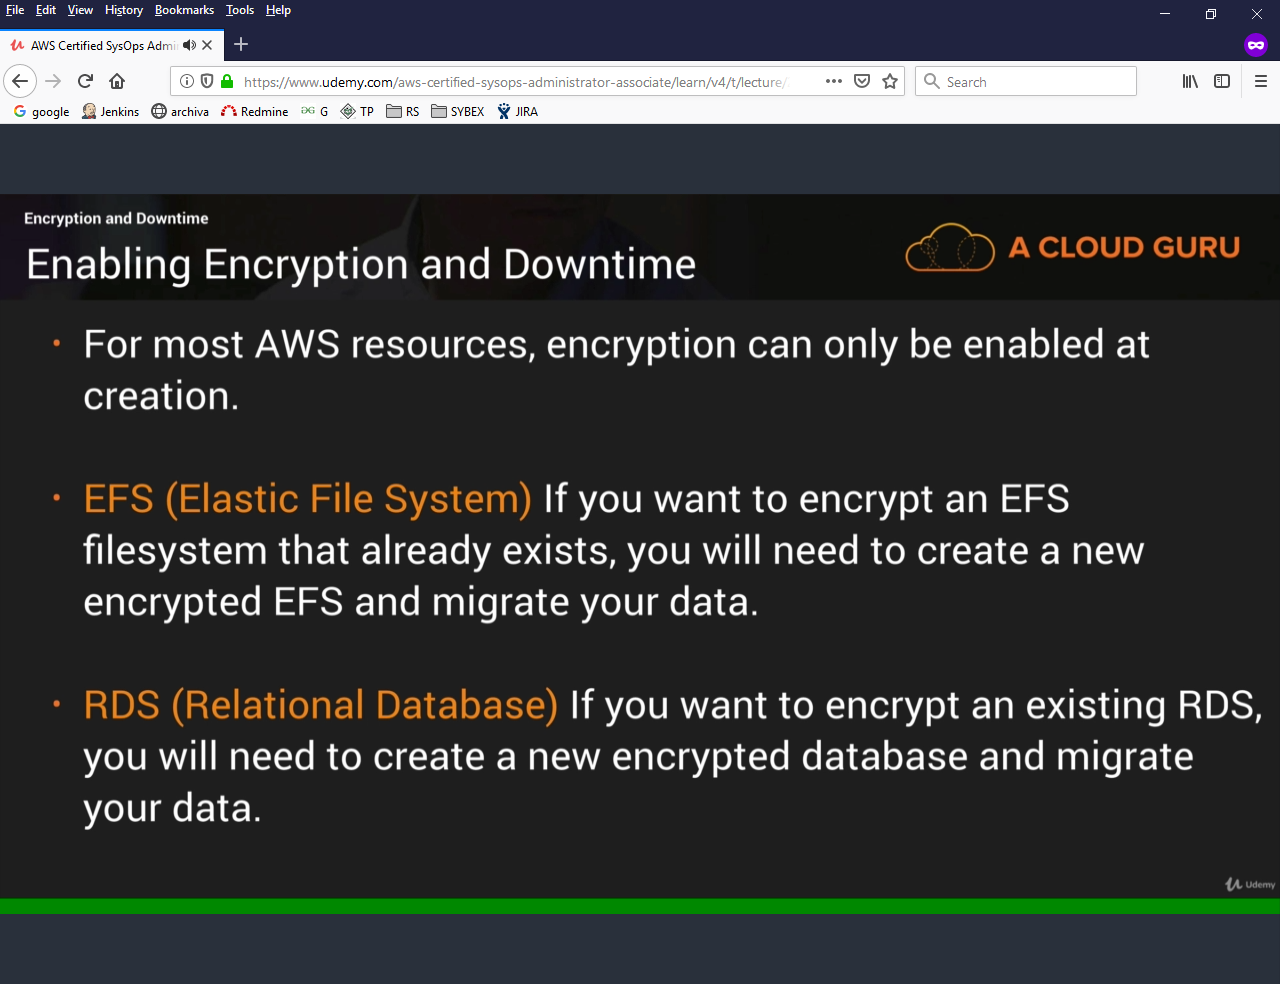 File Edit View History Bookmarks Tools Help
AWS Certified SysOps Admi
https://www.udemy.com/aws-certified-sysops-administrator-associate/learn/v4/t/lecture/
Search
google Jenkins archiva Redmine G TP RS SYBEX JIRA
Encryption and Downtime
Enabling Encryption and Downtime
A CLOUD GURU
• For most AWS resources, encryption can only be enabled at
creation.
• EFS (Elastic File System) If you want to encrypt an EFS
filesystem that already exists, you will need to create a new
encrypted EFS and migrate your data.
• RDS (Relational Database) If you want to encrypt an existing RDS,
you will need to create a new encrypted database and migrate
your data.
Udemy